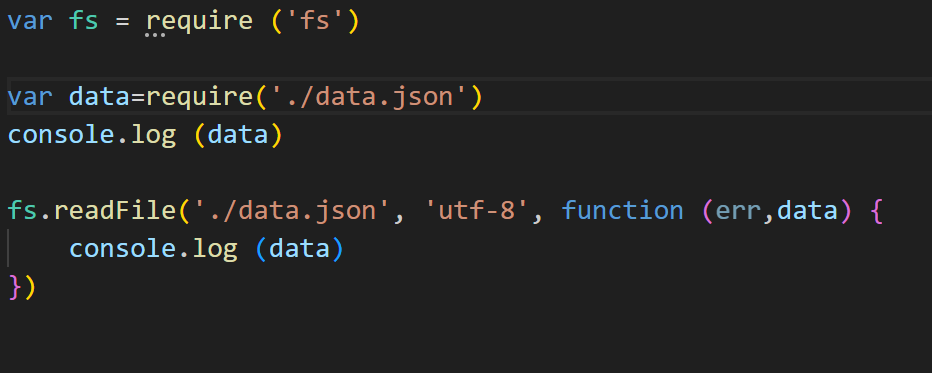 var fs = require ('fs')
var data=require('./data.json')
console.log (data)
fs.readFile('./data.json', 'utf-8', function (err,data) {
    console.log (data)
})